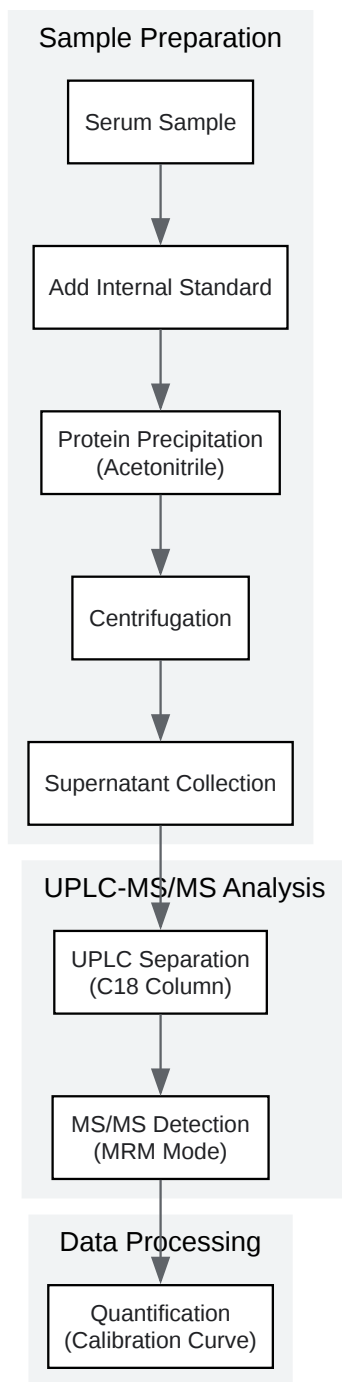 Sample Preparation
Serum Sample
Add Internal Standard
Protein Precipitation
(Acetonitrile)
Centrifugation
Supernatant Collection
UPLC-MS/MS Analysis
UPLC Separation
(C18 Column)
MS/MS Detection
(MRM Mode)
Data Processing
Quantification
(Calibration Curve)